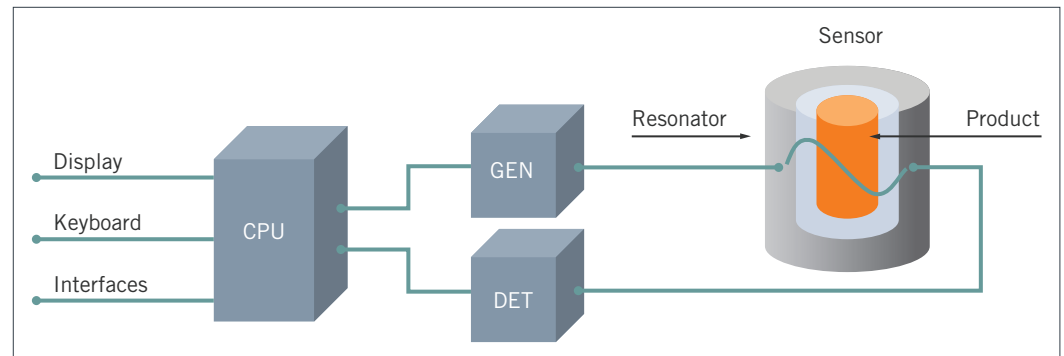 Sensor
Resonator
Product
Display
GEN
Keyboard
CPU
Interfaces
DET